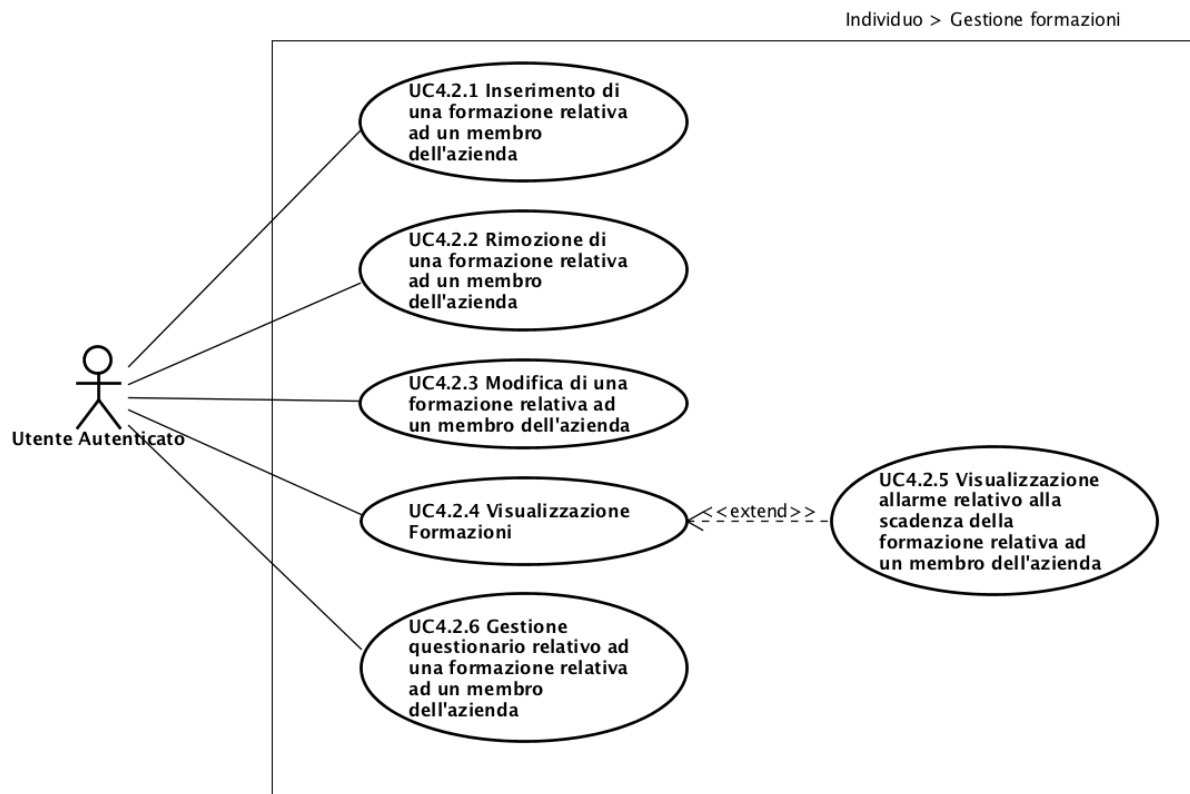 Individuo > Gestione formazioni
UC4.2.1 Inserimento di
una formazione relativa
ad un membro
dell'azienda
UC4.2.2 Rimozione di
una formazione relativa
ad un membro
dell'azienda
UC4.2.3 Modifica di una
formazione relativa ad
un membro dell'azienda
Utente Autenticato
UC4.2.4 Visualizzazione
Formazioni
<<extend>>
UC4.2.5 Visualizzazione
allarme relativo alla
scadenza della
formazione relativa ad
un membro dell'azienda
UC4.2.6 Gestione
questionario relativo ad
una formazione relativa
ad un membro
dell'azienda